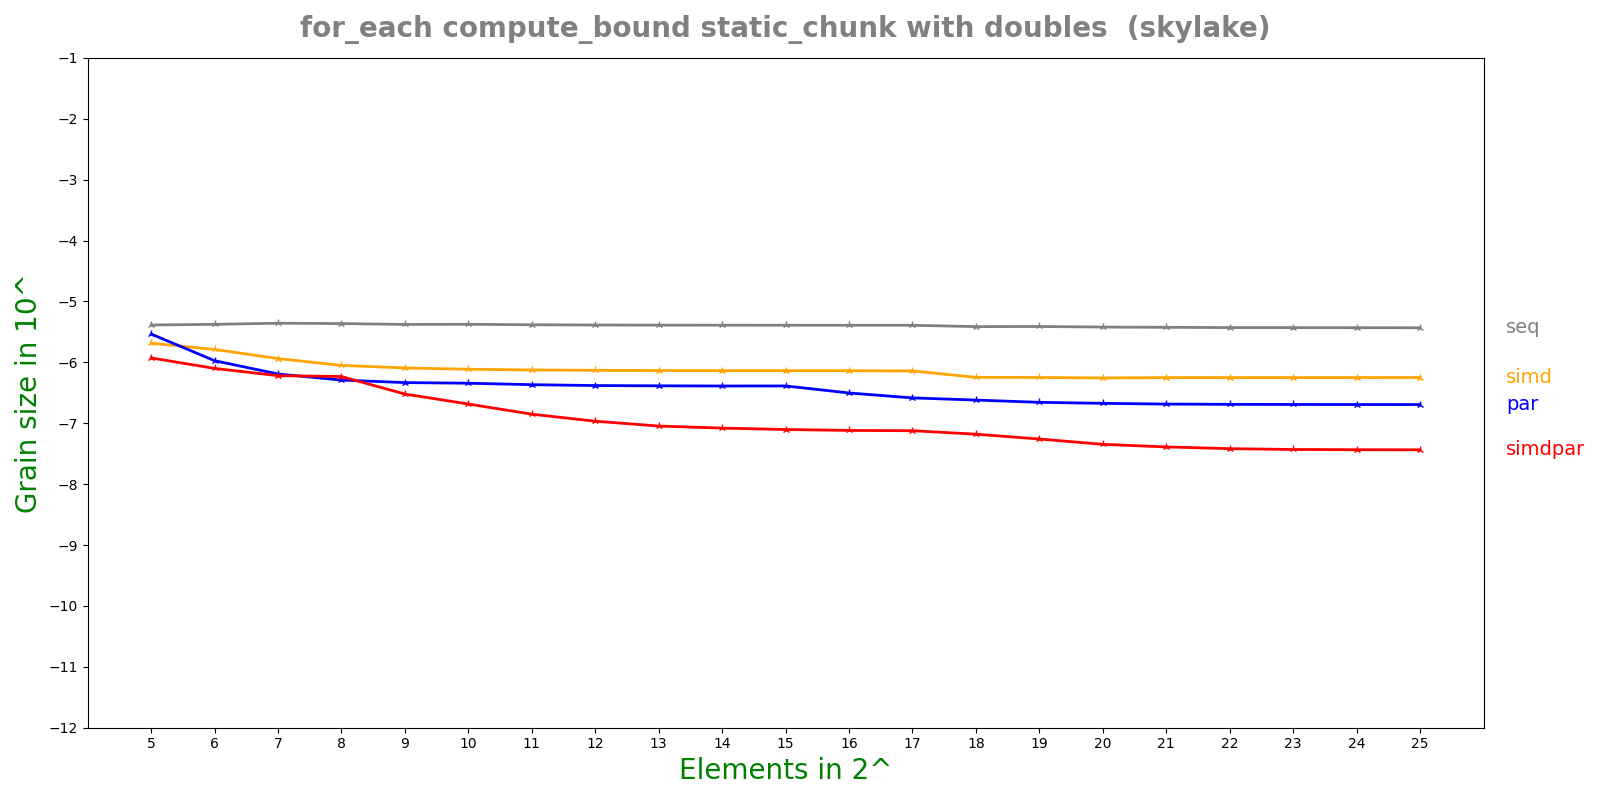 for_each compute_bound static_chunk with doubles  (skylake)
Grain size in 10^
−1
−2
−3
−4
−5
−6
−7
−8
−9
−10
−11
−12
seq
simd
par
simdpar
5 6 7 8 9 10 11 12 13 14 15 16 17 18 19 20 21 22 23 24 25
Elements in 2^